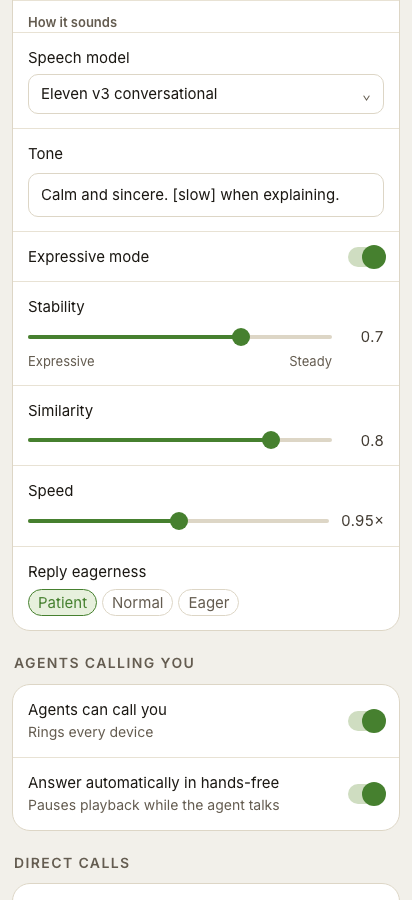 How it sounds
Speech model
Eleven v3 conversational
Tone
Calm and sincere. [slow] when explaining.
Expressive mode
Stability
0.7
Expressive Steady
Similarity
0.8
Speed
0.95×
Reply eagerness
Patient Normal Eager
AGENTS CALLING YOU
Agents can call you
Rings every device
Answer automatically in hands-free
Pauses playback while the agent talks
DIRECT CALLS